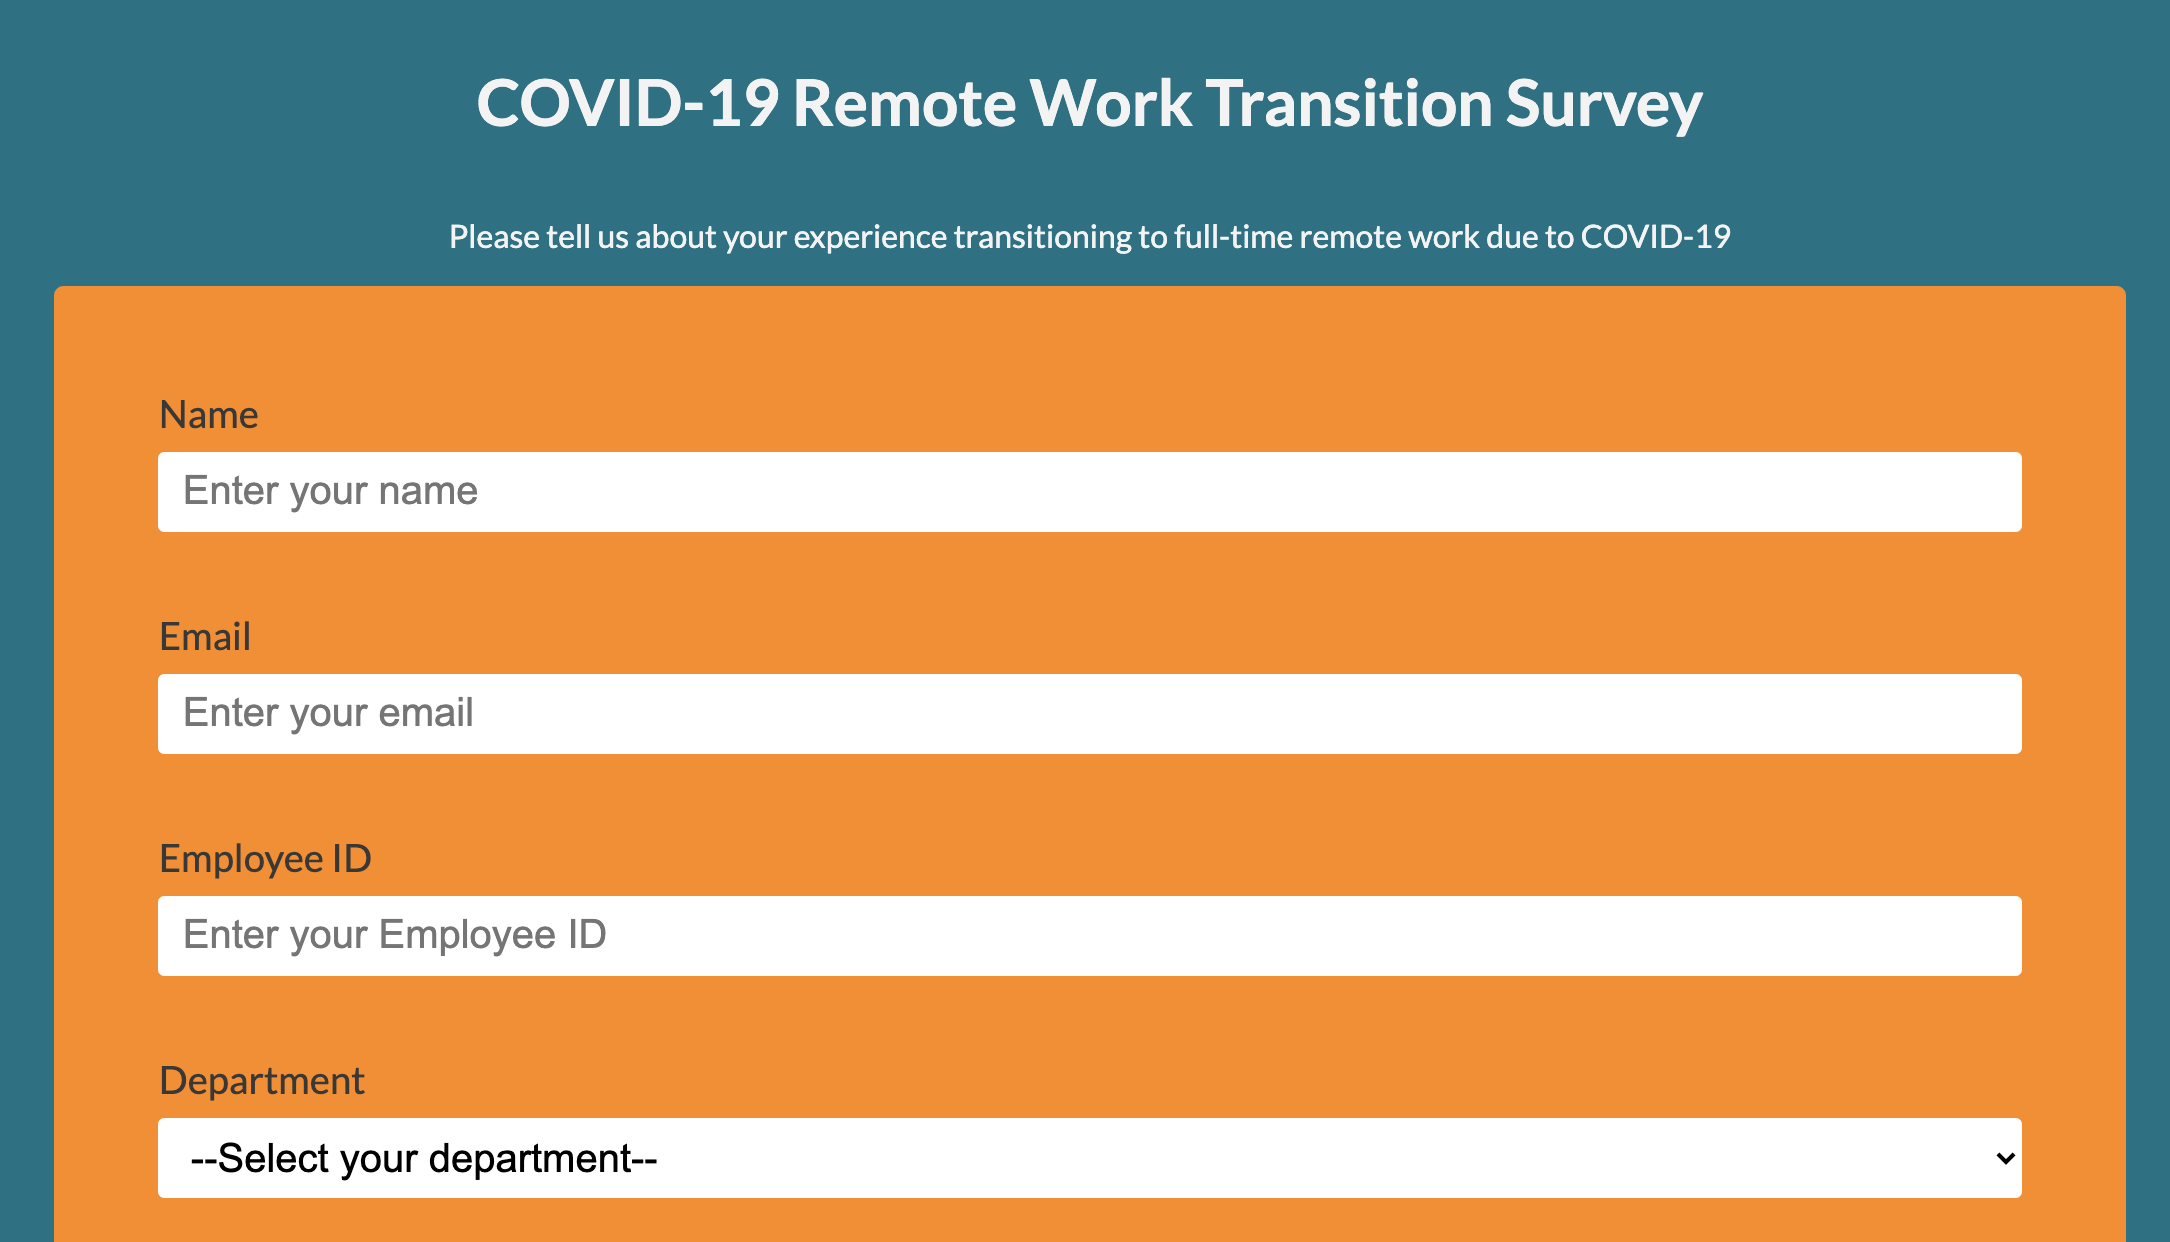 COVID-19 Remote Work Transition Survey
Please tell us about your experience transitioning to full-time remote work due to COVID-19
Name
Enter your name
Email
Enter your email
Employee ID
Enter your Employee ID
Department
--Select your department--